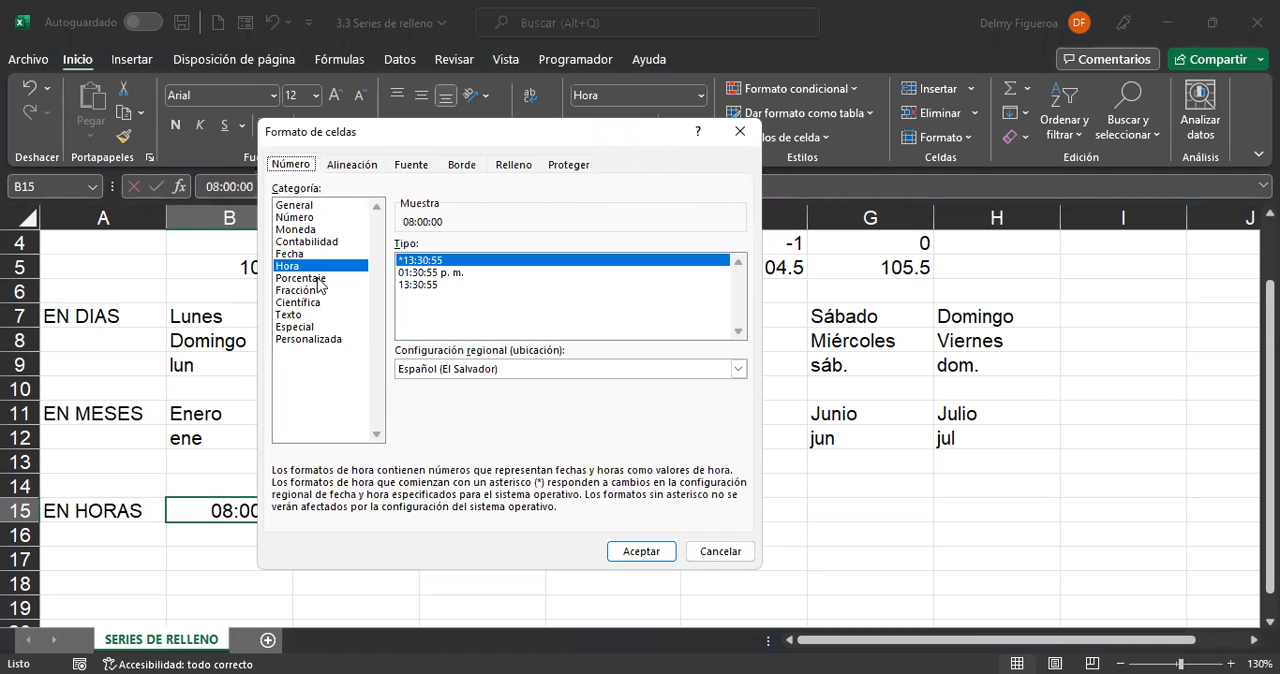 Autoguardado 3.3 Series de relleno Buscar (Alt+Q) Delmy Figueroa DF
Archivo Inicio Insertar Disposición de página Fórmulas Datos Revisar Vista Programador Ayuda Comentarios Compartir
Pegar Arial 12 Hora Formato condicional Insertar Ordenar y filtrar Buscar y seleccionar Analizar datos
N K S Dar formato como tabla Eliminar
los de celda Formato
Deshacer Portapapeles Fue Estilos Celdas Edición Análisis
B15 fx 08:00:00
A B G H I J
4 -1 0
5 10 04.5 105.5
6
7 EN DIAS Lunes Sábado Domingo
8 Domingo Miércoles Viernes
9 lun sáb. dom.
10
11 EN MESES Enero Junio Julio
12 ene jun jul
13
14
15 EN HORAS 08:00
16
17
18
19
Formato de celdas ?
Número Alineación Fuente Borde Relleno Proteger
Categoría:
General
Número
Moneda
Contabilidad
Fecha
Hora
Porcentaje
Fracción
Científica
Texto
Especial
Personalizada
Muestra
08:00:00
Tipo:
*13:30:55
01:30:55 p. m.
13:30:55
Configuración regional (ubicación):
Español (El Salvador)
Los formatos de hora contienen números que representan fechas y horas como valores de hora.
Los formatos de hora que comienzan con un asterisco (*) responden a cambios en la configuración
regional de fecha y hora especificados para el sistema operativo. Los formatos sin asterisco no se
verán afectados por la configuración del sistema operativo.
Aceptar Cancelar
SERIES DE RELLENO
Listo Accesibilidad: todo correcto 130%